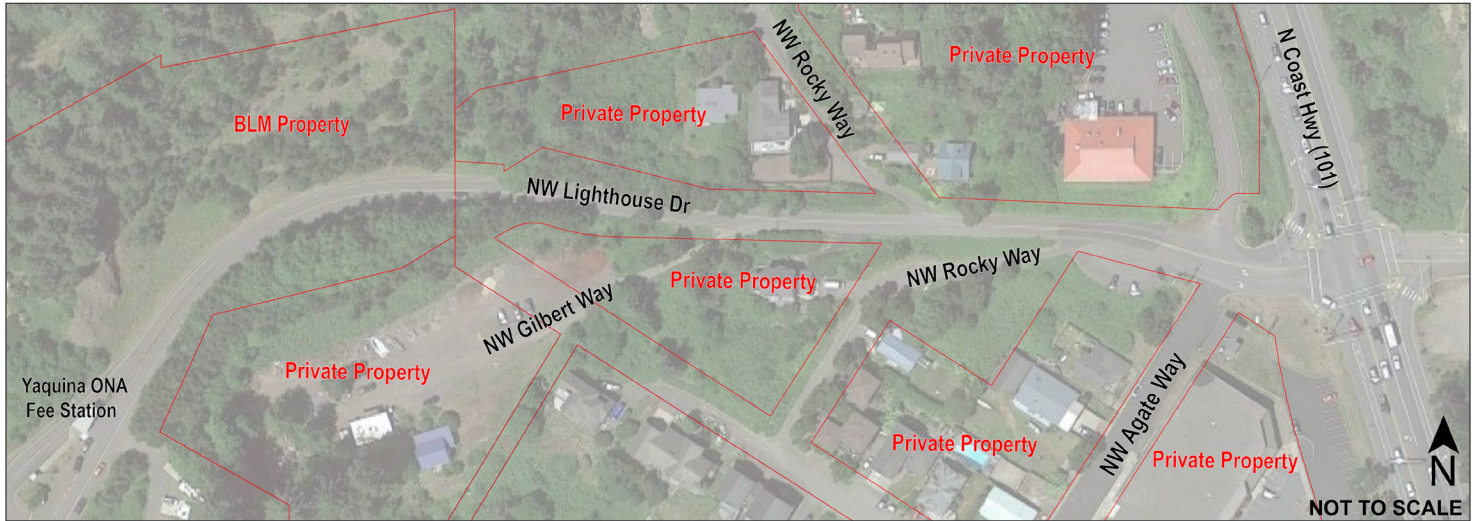 NW Rocky Way
Private Property
N Coast Hwy (101)
BLM Property
Private Property
NW Lighthouse Dr
NW Rocky Way
Private Property
NW Gilbert Way
Private Property
Yaquina ONA
Fee Station
NW Agate Way
Private Property
Private Property
N
NOT TO SCALE